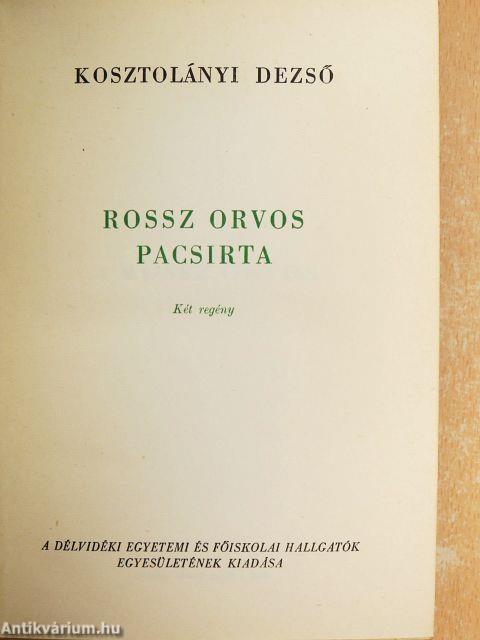 KOSZTOLÁNYI DEZSŐ
ROSSZ ORVOS
PACSIRTA
Két regény
A DÉLVIDÉKI EGYETEMI ÉS FŐISKOLAI HALLGATÓK
EGYESÜLETÉNEK KIADÁSA
Antikvárium.hu